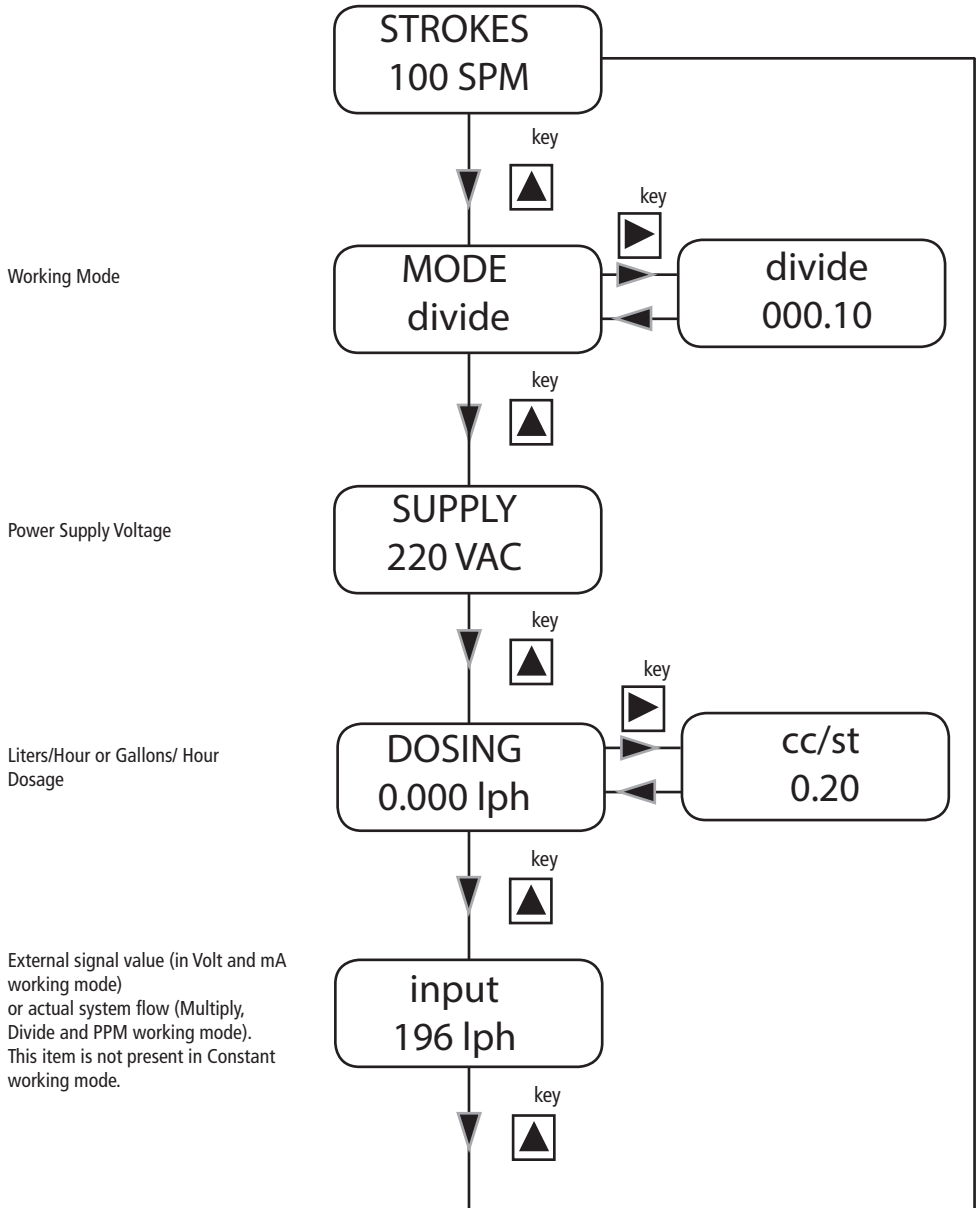 STROKES
100 SPM
key
key
Working Mode
MODE
divide
divide
000.10
key
Power Supply Voltage
SUPPLY
220 VAC
key
key
Liters/Hour or Gallons/ Hour
Dosage
DOSING
0.000 lph
cc/st
0.20
key
External signal value (in Volt and mA
working mode)
or actual system flow (Multiply,
Divide and PPM working mode).
This item is not present in Constant
working mode.
input
196 lph
key